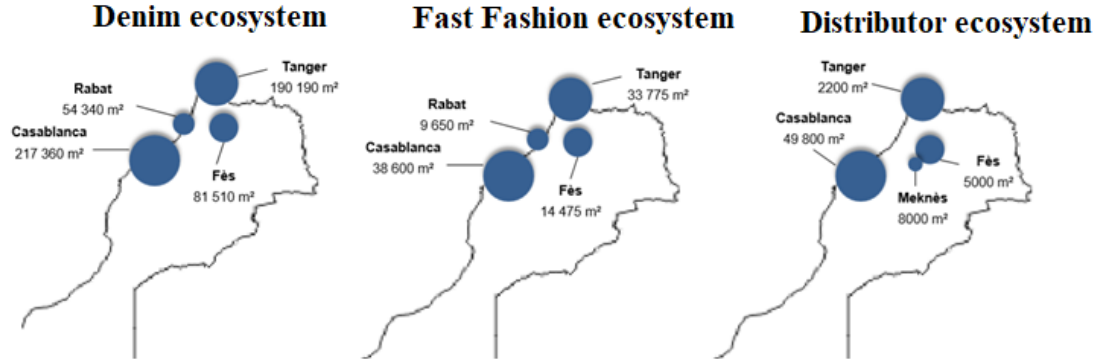 Denim ecosystem
Tanger
190 190 m²
Rabat
54 340 m²
Casablanca
217 360 m²
Fès
81 510 m²
Fast Fashion ecosystem
Tanger
33 775 m²
Rabat
9 650 m²
Casablanca
38 600 m²
Fès
14 475 m²
Distributor ecosystem
Tanger
2200 m²
Casablanca
49 800 m²
Fès
5000 m²
Meknès
8000 m²